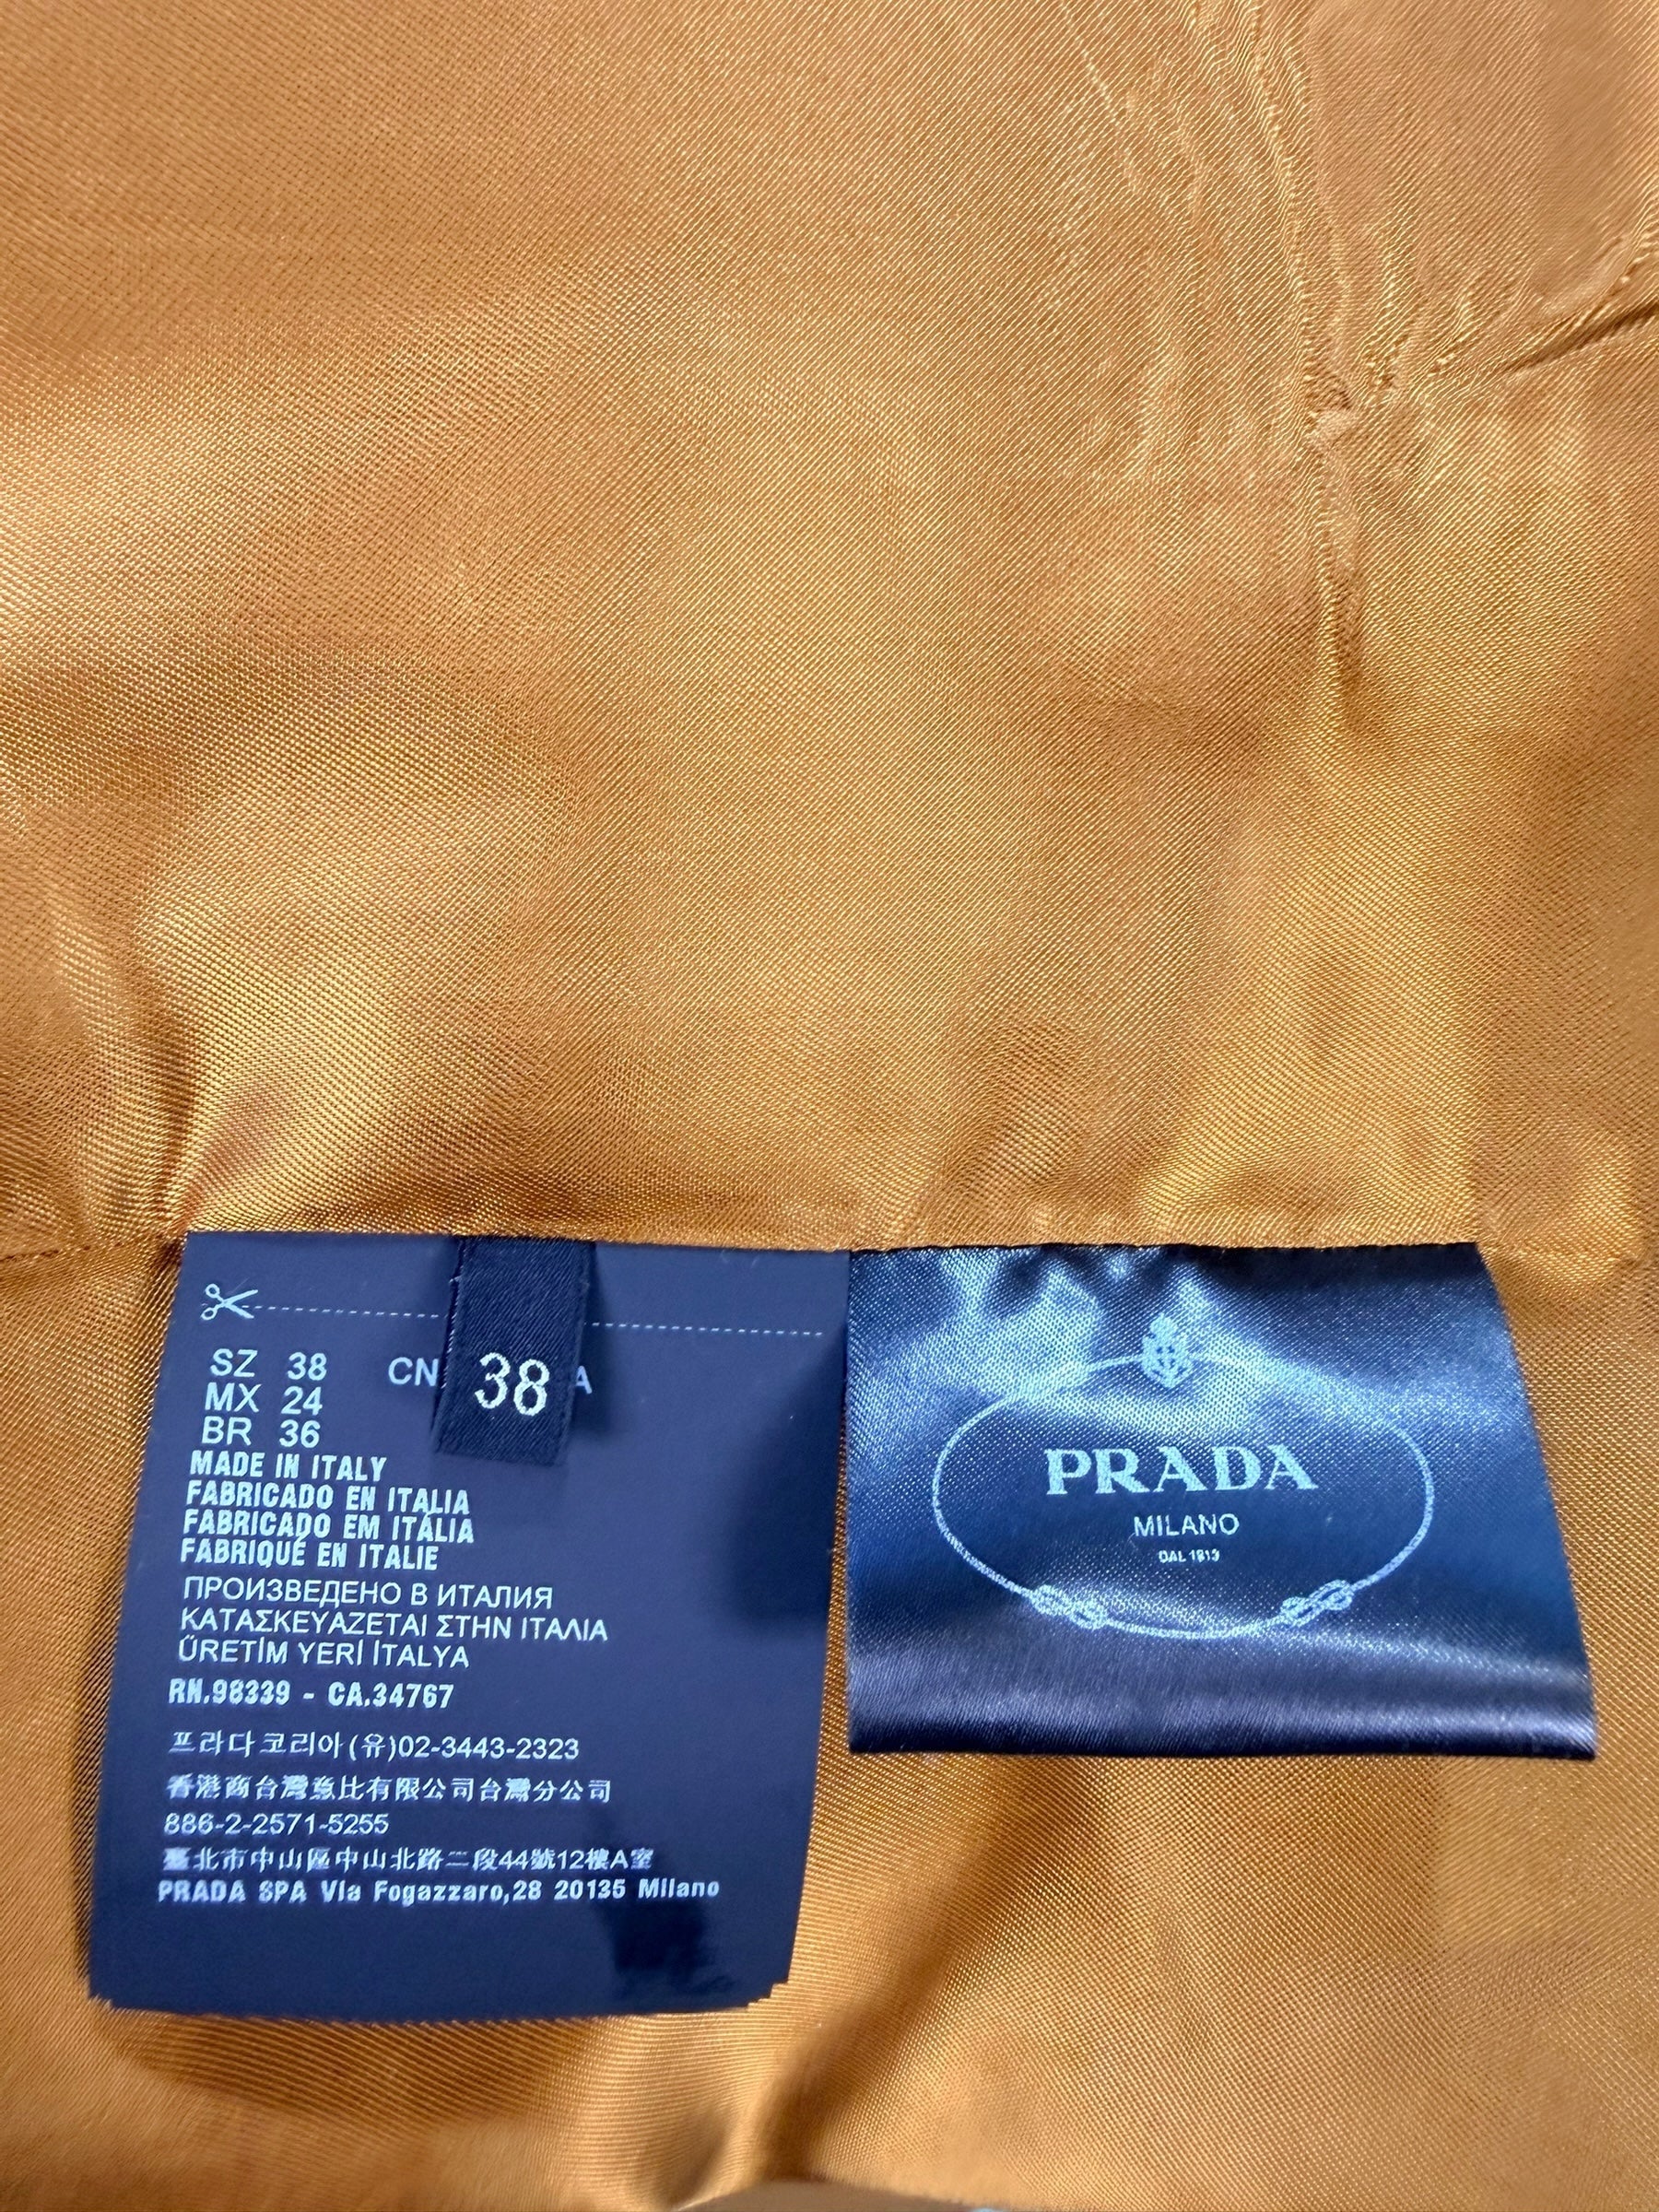 SZ 38 CN 38 A
MX 24
BR 36
MADE IN ITALY
FABRICADO EN ITALIA
FABRICADO EM ITÁLIA
FABRIQUÉ EN ITALIE
ПРОИЗВЕДЕНО В ИТАЛИЯ
ΚΑΤΑΣΚΕΥΑΖΕΤΑΙ ΣΤΗΝ ΙΤΑΛΙΑ
ÜRETİM YERİ İTALYA
RN.98339 - CA.34767
프라다코리아(유)02-3443-2323
香港商台灣意比有限公司台灣分公司
886-2-2571-5255
臺北市中山區中山北路二段44號12樓A室
PRADA SPA Via Fogazzaro,28 20135 Milano
PRADA
MILANO
DAL 1913